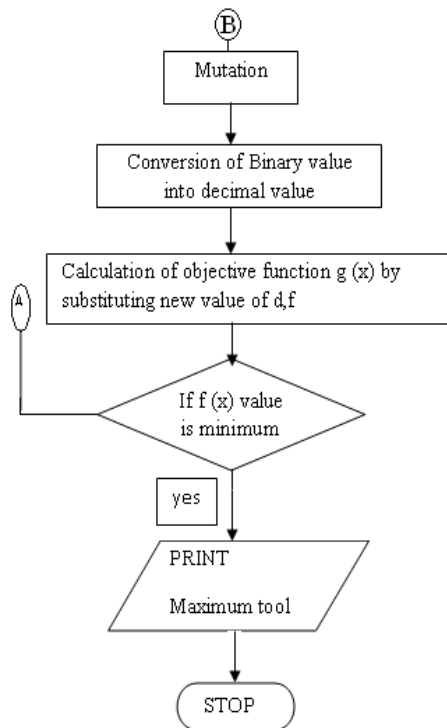 B
Mutation
Conversion of Binary value
into decimal value
Calculation of objective function g (x) by
substituting new value of d,f
A
If f (x) value
is minimum
yes
PRINT
Maximum tool
STOP